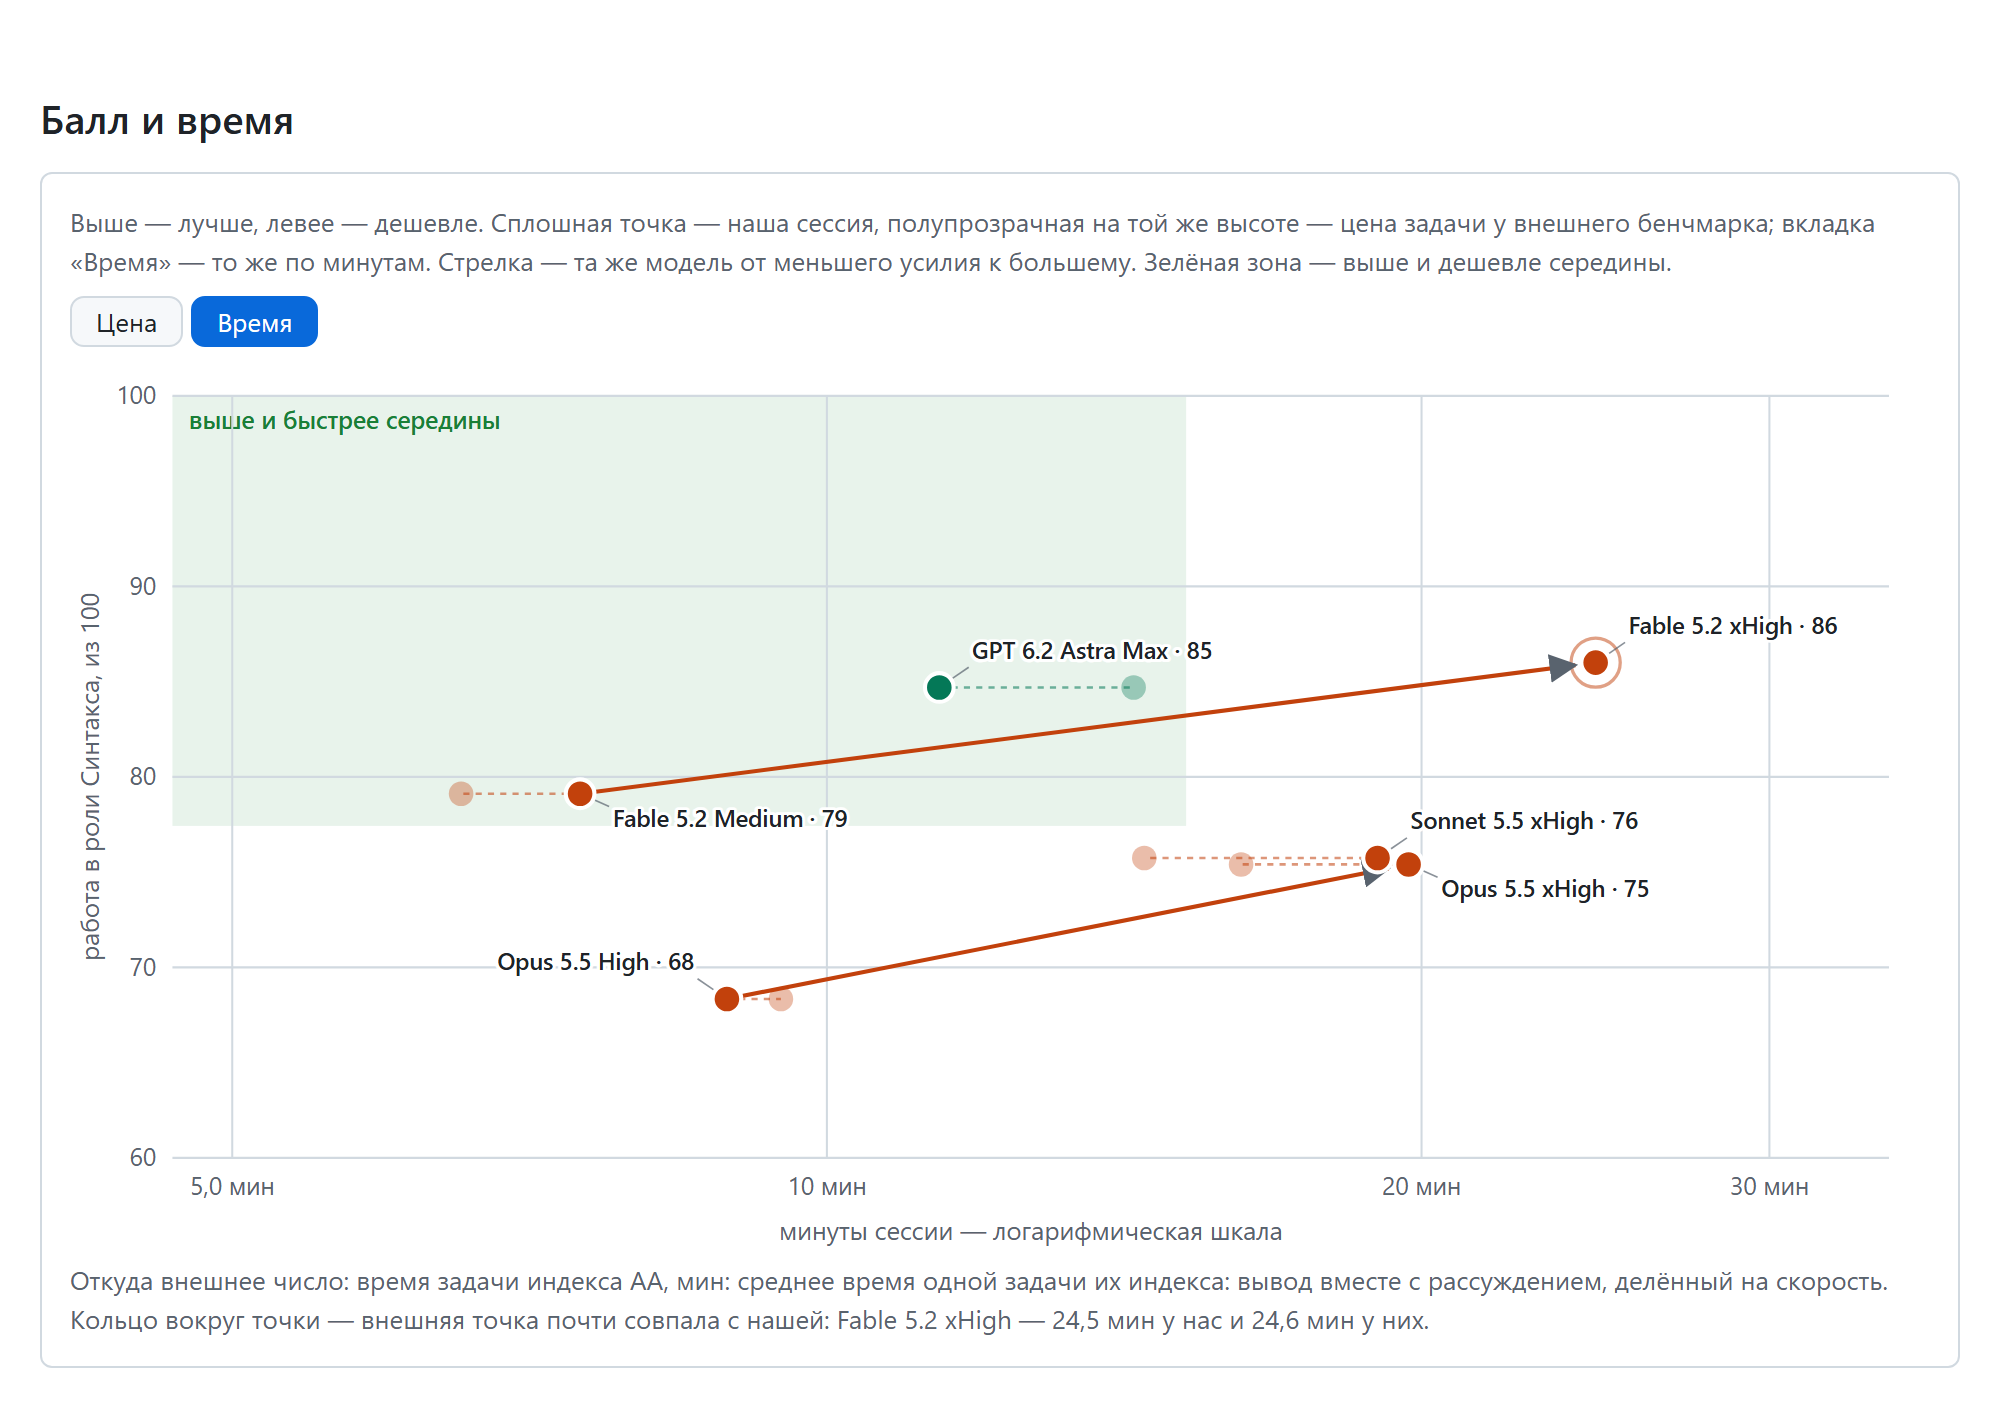 Балл и время
Выше — лучше, левее — дешевле. Сплошная точка — наша сессия, полупрозрачная на той же высоте — цена задачи у внешнего бенчмарка; вкладка
«Время» — то же по минутам. Стрелка — та же модель от меньшего усилия к большему. Зелёная зона — выше и дешевле середины.
Цена
Время
выше и быстрее середины
100
90
80
70
60
работа в роли Синтакса, из 100
Fable 5.2 xHigh · 86
GPT 6.2 Astra Max · 85
Fable 5.2 Medium · 79
Sonnet 5.5 xHigh · 76
Opus 5.5 xHigh · 75
Opus 5.5 High · 68
5,0 мин
10 мин
20 мин
30 мин
минуты сессии — логарифмическая шкала
Откуда внешнее число: время задачи индекса AA, мин: среднее время одной задачи их индекса: вывод вместе с рассуждением, делённый на скорость.
Кольцо вокруг точки — внешняя точка почти совпала с нашей: Fable 5.2 xHigh — 24,5 мин у нас и 24,6 мин у них.